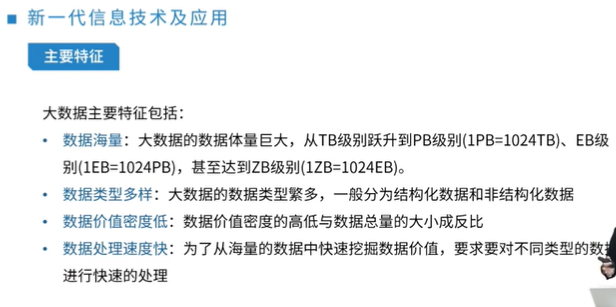 ■ 新一代信息技术及应用
主要特征
大数据主要特征包括：
• 数据海量：大数据的数据体量巨大，从TB级别跃升到PB级别(1PB=1024TB)、EB级
别(1EB=1024PB)，甚至达到ZB级别(1ZB=1024EB)。
• 数据类型多样：大数据的数据类型繁多，一般分为结构化数据和非结构化数据
• 数据价值密度低：数据价值密度的高低与数据总量的大小成反比
• 数据处理速度快：为了从海量的数据中快速挖掘数据价值，要求要对不同类型的数据
进行快速的处理